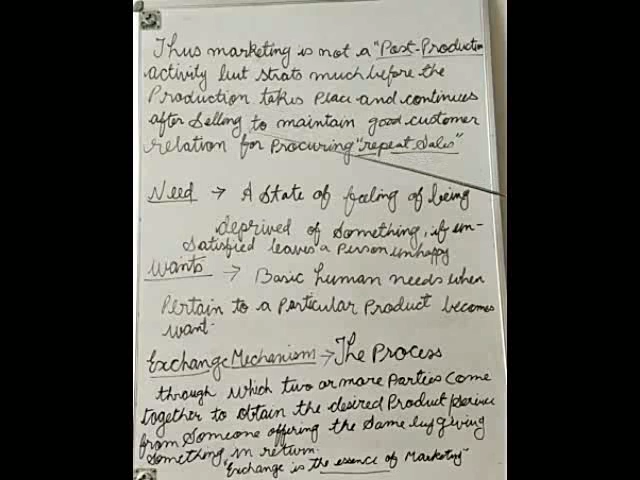 Thus marketing is not a "Post-Production
activity but strats much before the
Production takes Place and continues
after Selling to maintain good customer
relation for Procuring "repeat Sales"
Need → A State of feeling of being
deprived of something, if un-
satisfied leaves a Person unhappy
Wants → Basic human needs when
Pertain to a Particular Product becomes
want.
Exchange Mechanism → The Process
through which two or more Parties Come
together to obtain the desired Product
from Someone offering the Same by giving
Something in return.
"Exchange is the essence of Marketing"